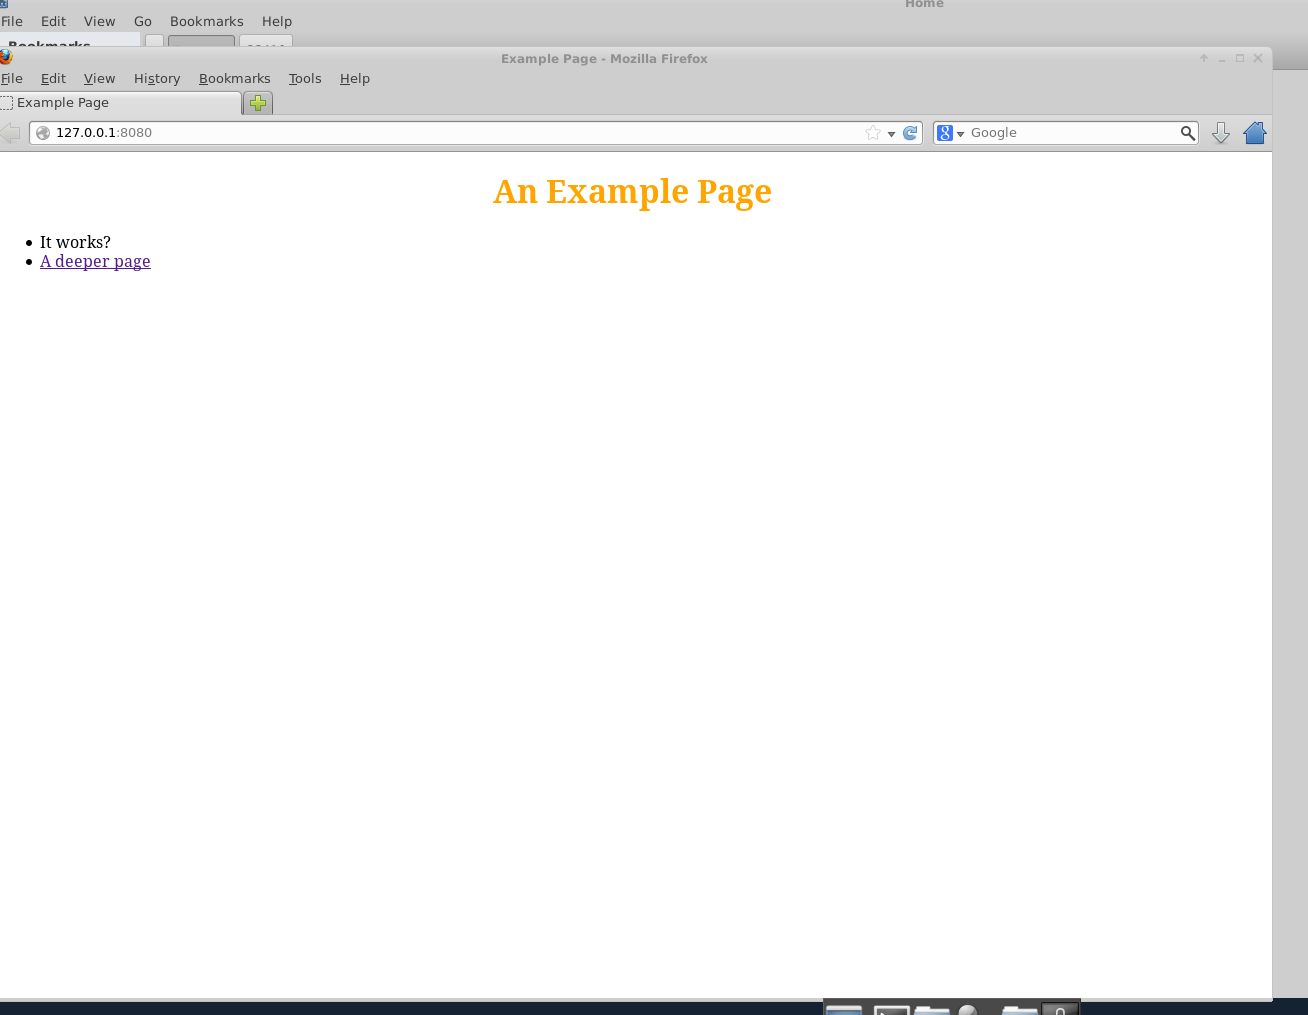 Home
File Edit View Go Bookmarks Help
Bookmarks
Example Page - Mozilla Firefox
File Edit View History Bookmarks Tools Help
Example Page
127.0.0.1:8080
8 Google
An Example Page
It works?
A deeper page